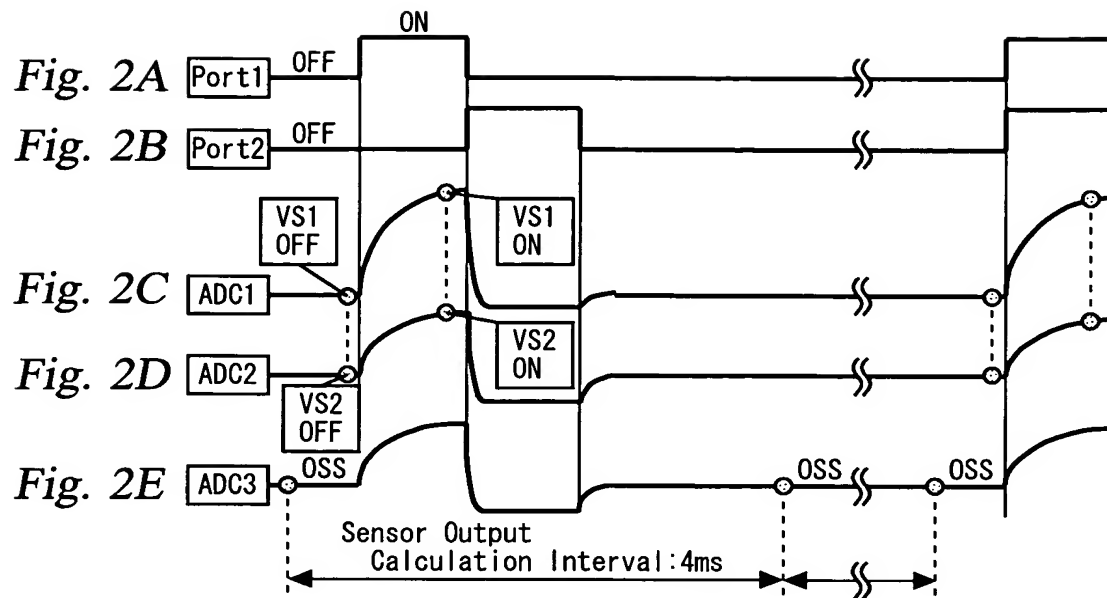 ON
Fig. 2A Port1 OFF
Fig. 2B Port2 OFF
VS1
OFF
VS1
ON
Fig. 2C ADC1
VS2
ON
Fig. 2D ADC2
VS2
OFF
Fig. 2E ADC3 OSS OSS OSS
Sensor Output
Calculation Interval:4ms